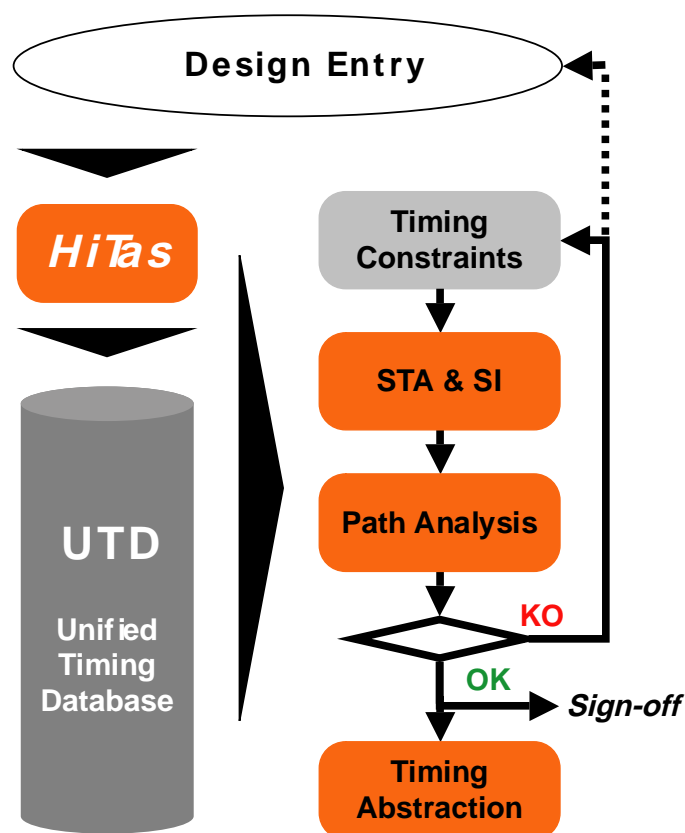 Design Entry
HiTas
Timing
Constraints
STA & SI
UTD
Path Analysis
Unified
Timing
Database
KO
OK
Sign-off
Timing
Abstraction